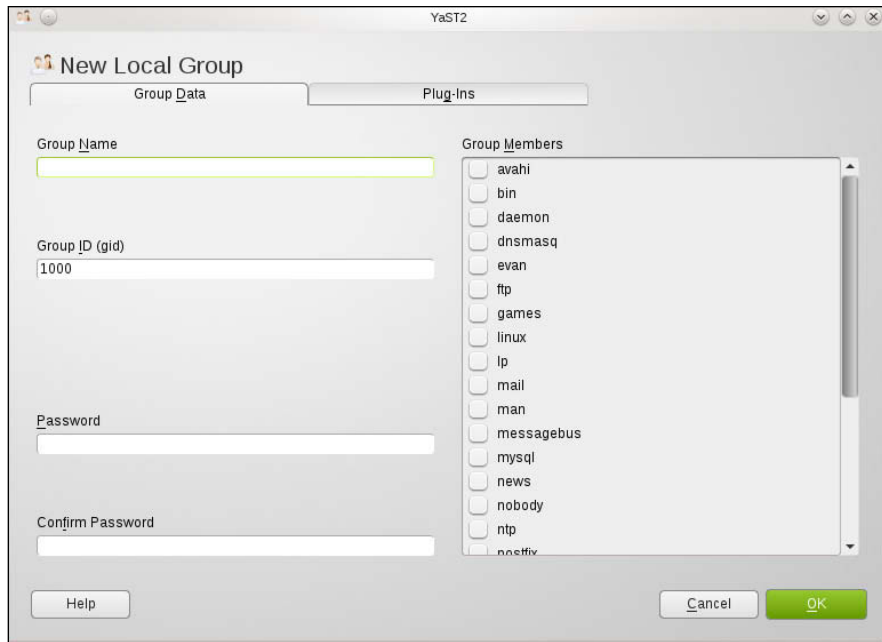 YaST2
New Local Group
Group Data
Plug-Ins
Group Name
Group ID (gid)
1000
Password
Confirm Password
Group Members
avahi
bin
daemon
dnsmasq
evan
ftp
games
linux
lp
mail
man
messagebus
mysql
news
nobody
ntp
postfix
Help
Cancel
OK